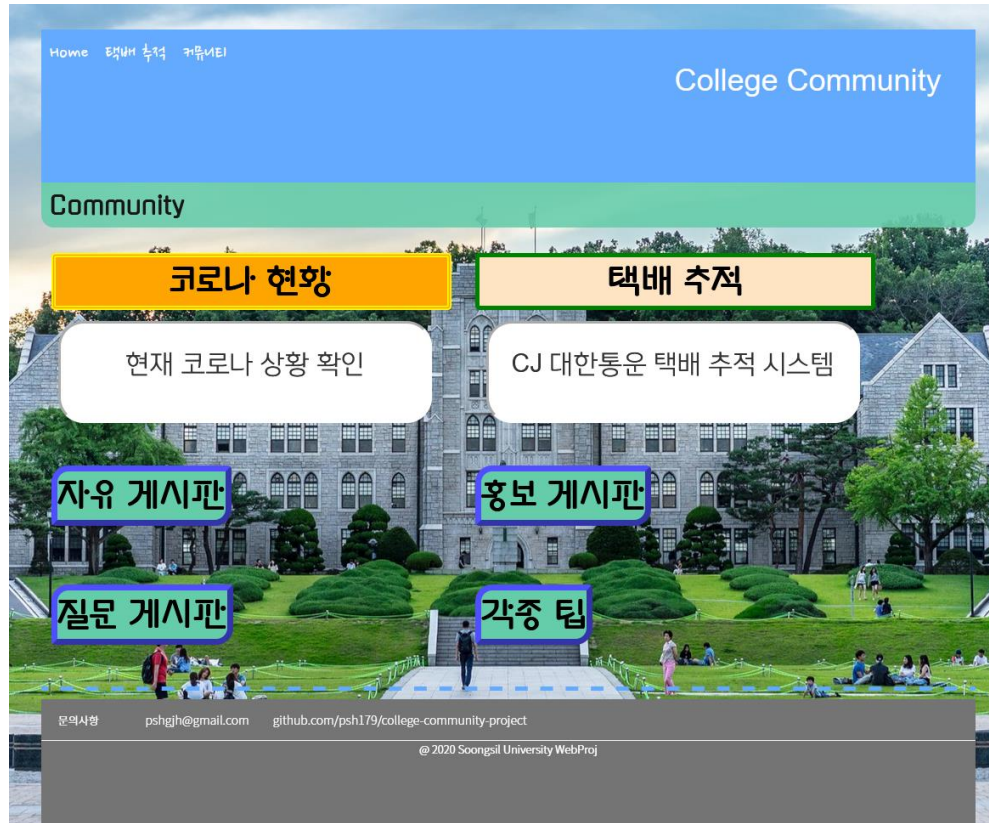 Home 택배 추적 커뮤니티
College Community
Community
코로나 현황
택배 추적
현재 코로나 상황 확인
CJ 대한통운 택배 추적 시스템
자유 게시판
홍보 게시판
질문 게시판
각종 팁
문의사항 pshgjh@gmail.com github.com/psh179/college-community-project
@ 2020 Soongsil University WebProj